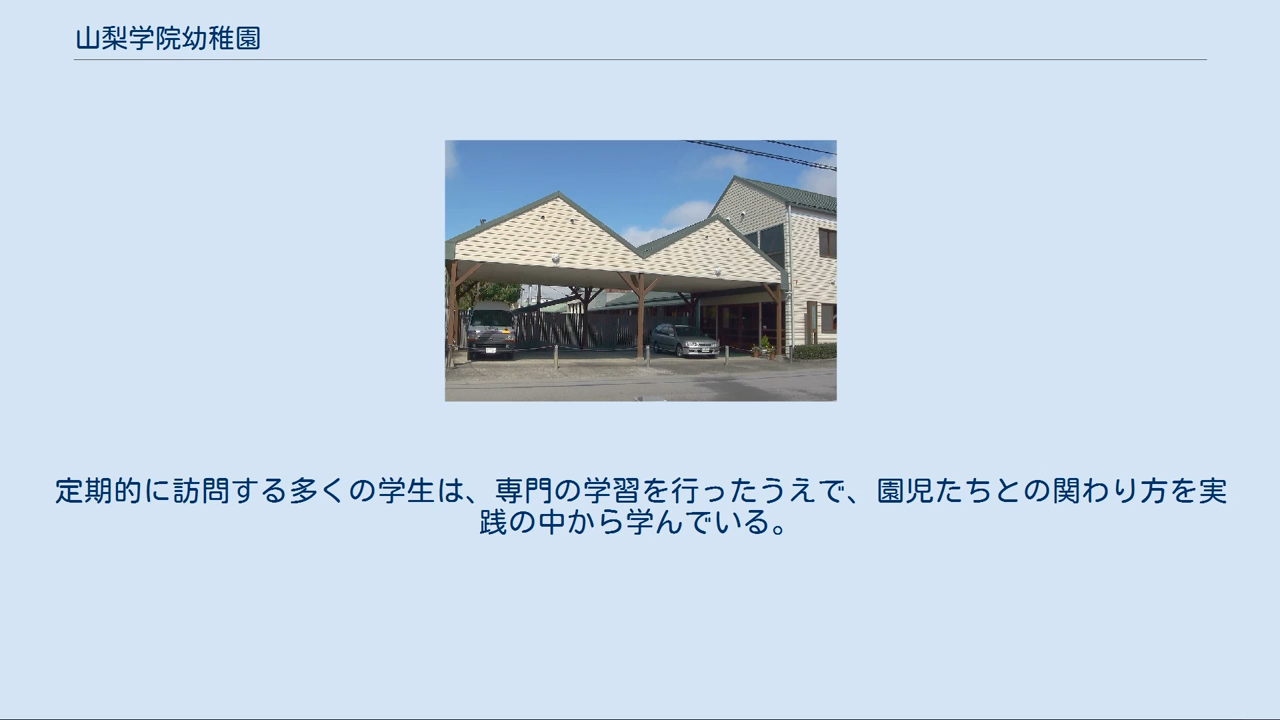 山梨学院幼稚園
定期的に訪問する多くの学生は、専門の学習を行ったうえで、園児たちとの関わり方を実
践の中から学んでいる。